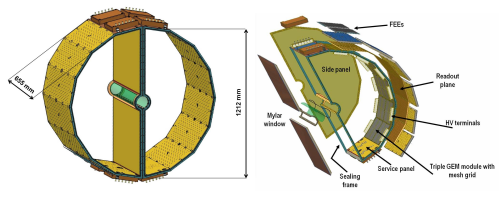 655 mm
1212 mm
FEEs
Side panel
Readout
plane
Mylar
window
HV terminals
Triple GEM module with
mesh grid
Sealing
frame
Service panel